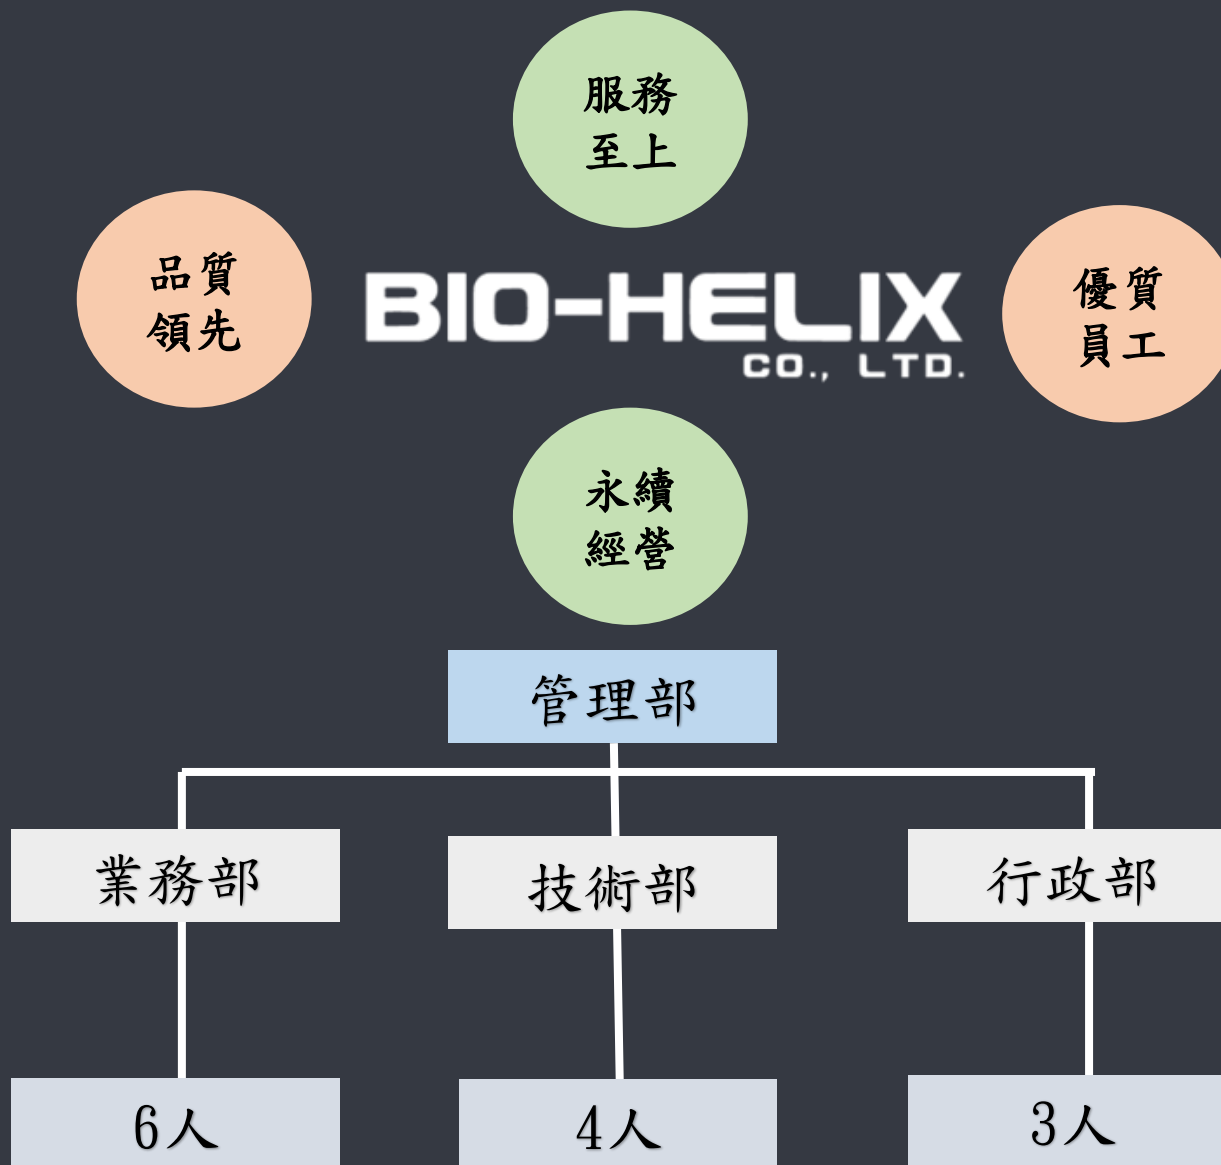 服務
至上
品質
領先
BIO-HELIX
CO., LTD.
優質
員工
永續
經營
管理部
業務部
技術部
行政部
6人
4人
3人